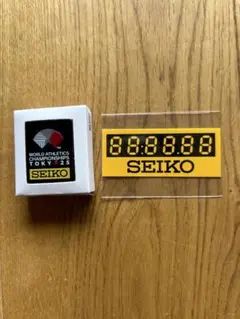 WORLD ATHLETICS
CHAMPIONSHIPS
TOKYO 25
SEIKO
88:88:88
SEIKO